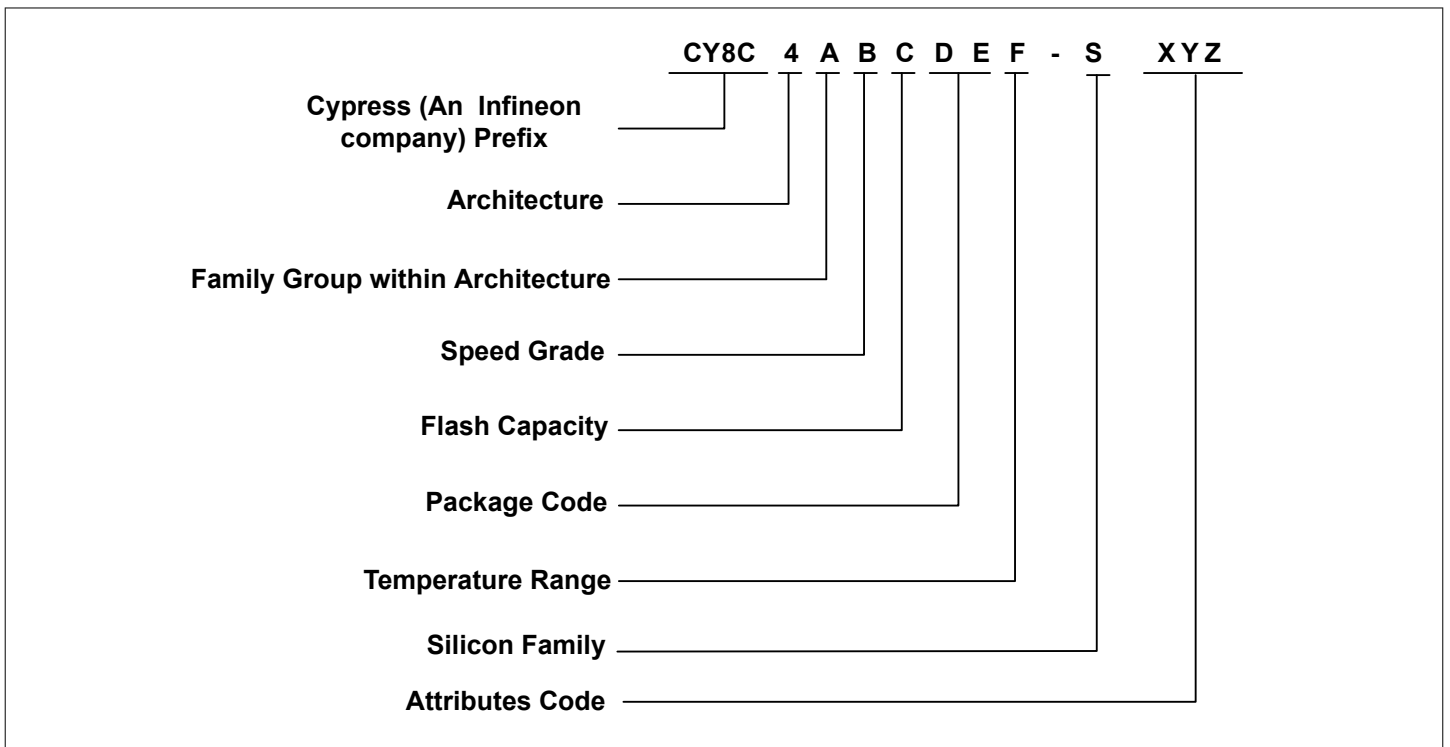 CY8C 4 A B C D E F - S XYZ
Cypress (An Infineon
company) Prefix
Architecture
Family Group within Architecture
Speed Grade
Flash Capacity
Package Code
Temperature Range
Silicon Family
Attributes Code